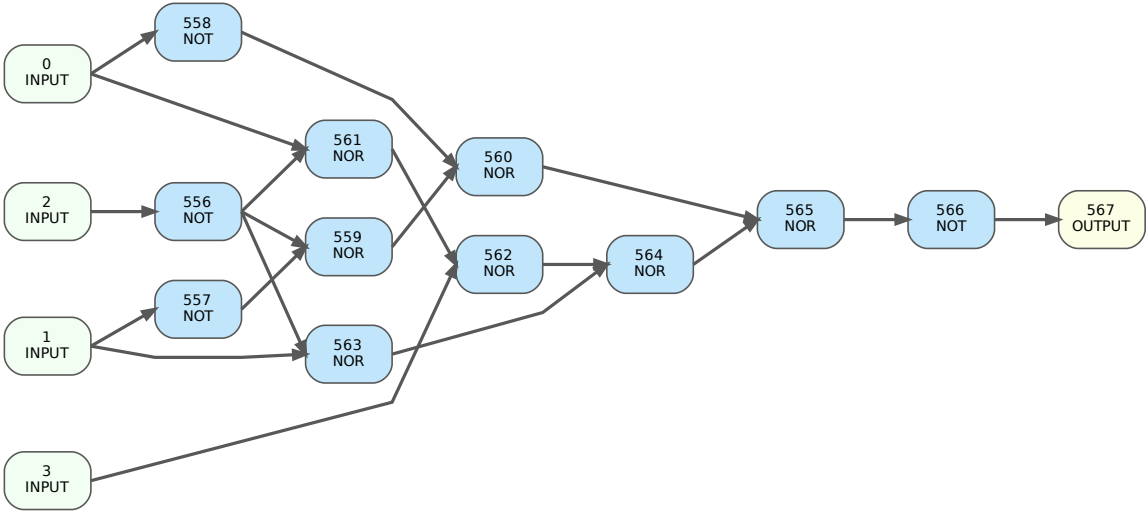 558
NOT
0
INPUT
561
NOR
560
NOR
2
INPUT
556
NOT
565
NOR
566
NOT
567
OUTPUT
559
NOR
562
NOR
564
NOR
557
NOT
1
INPUT
563
NOR
3
INPUT